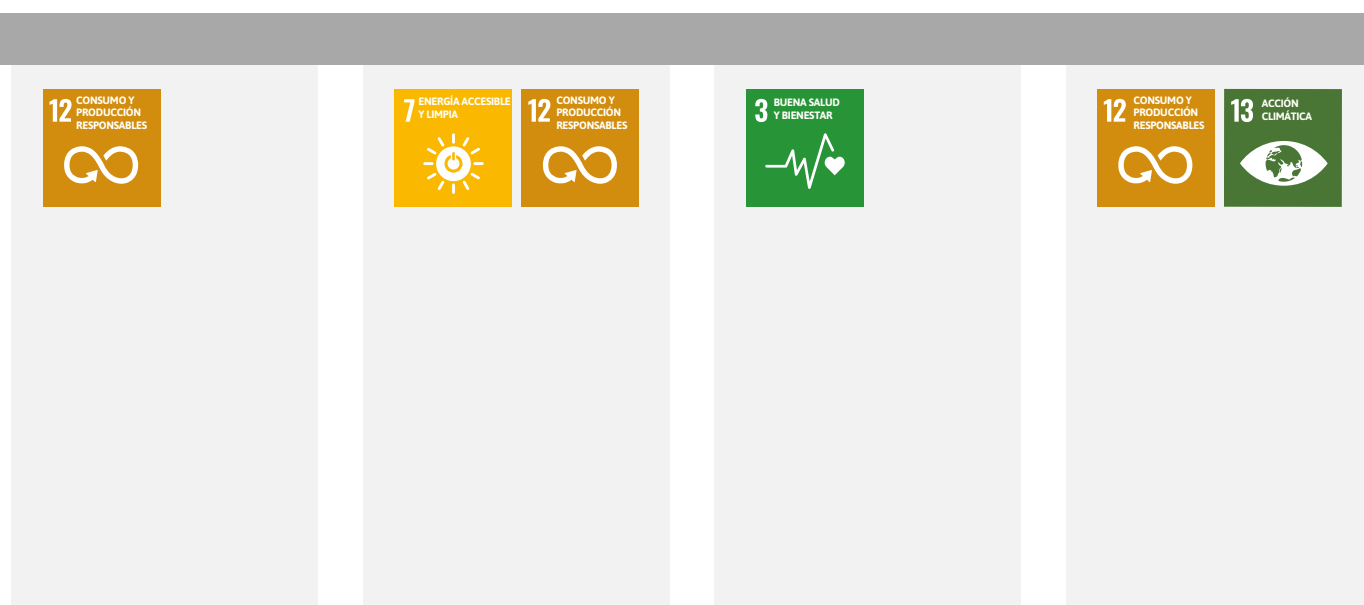 12 CONSUMO Y
PRODUCCIÓN
RESPONSABLES
7 ENERGÍA ACCESIBLE
Y LIMPIA
12 CONSUMO Y
PRODUCCIÓN
RESPONSABLES
3 BUENA SALUD
Y BIENESTAR
12 CONSUMO Y
PRODUCCIÓN
RESPONSABLES
13 ACCIÓN
CLIMÁTICA